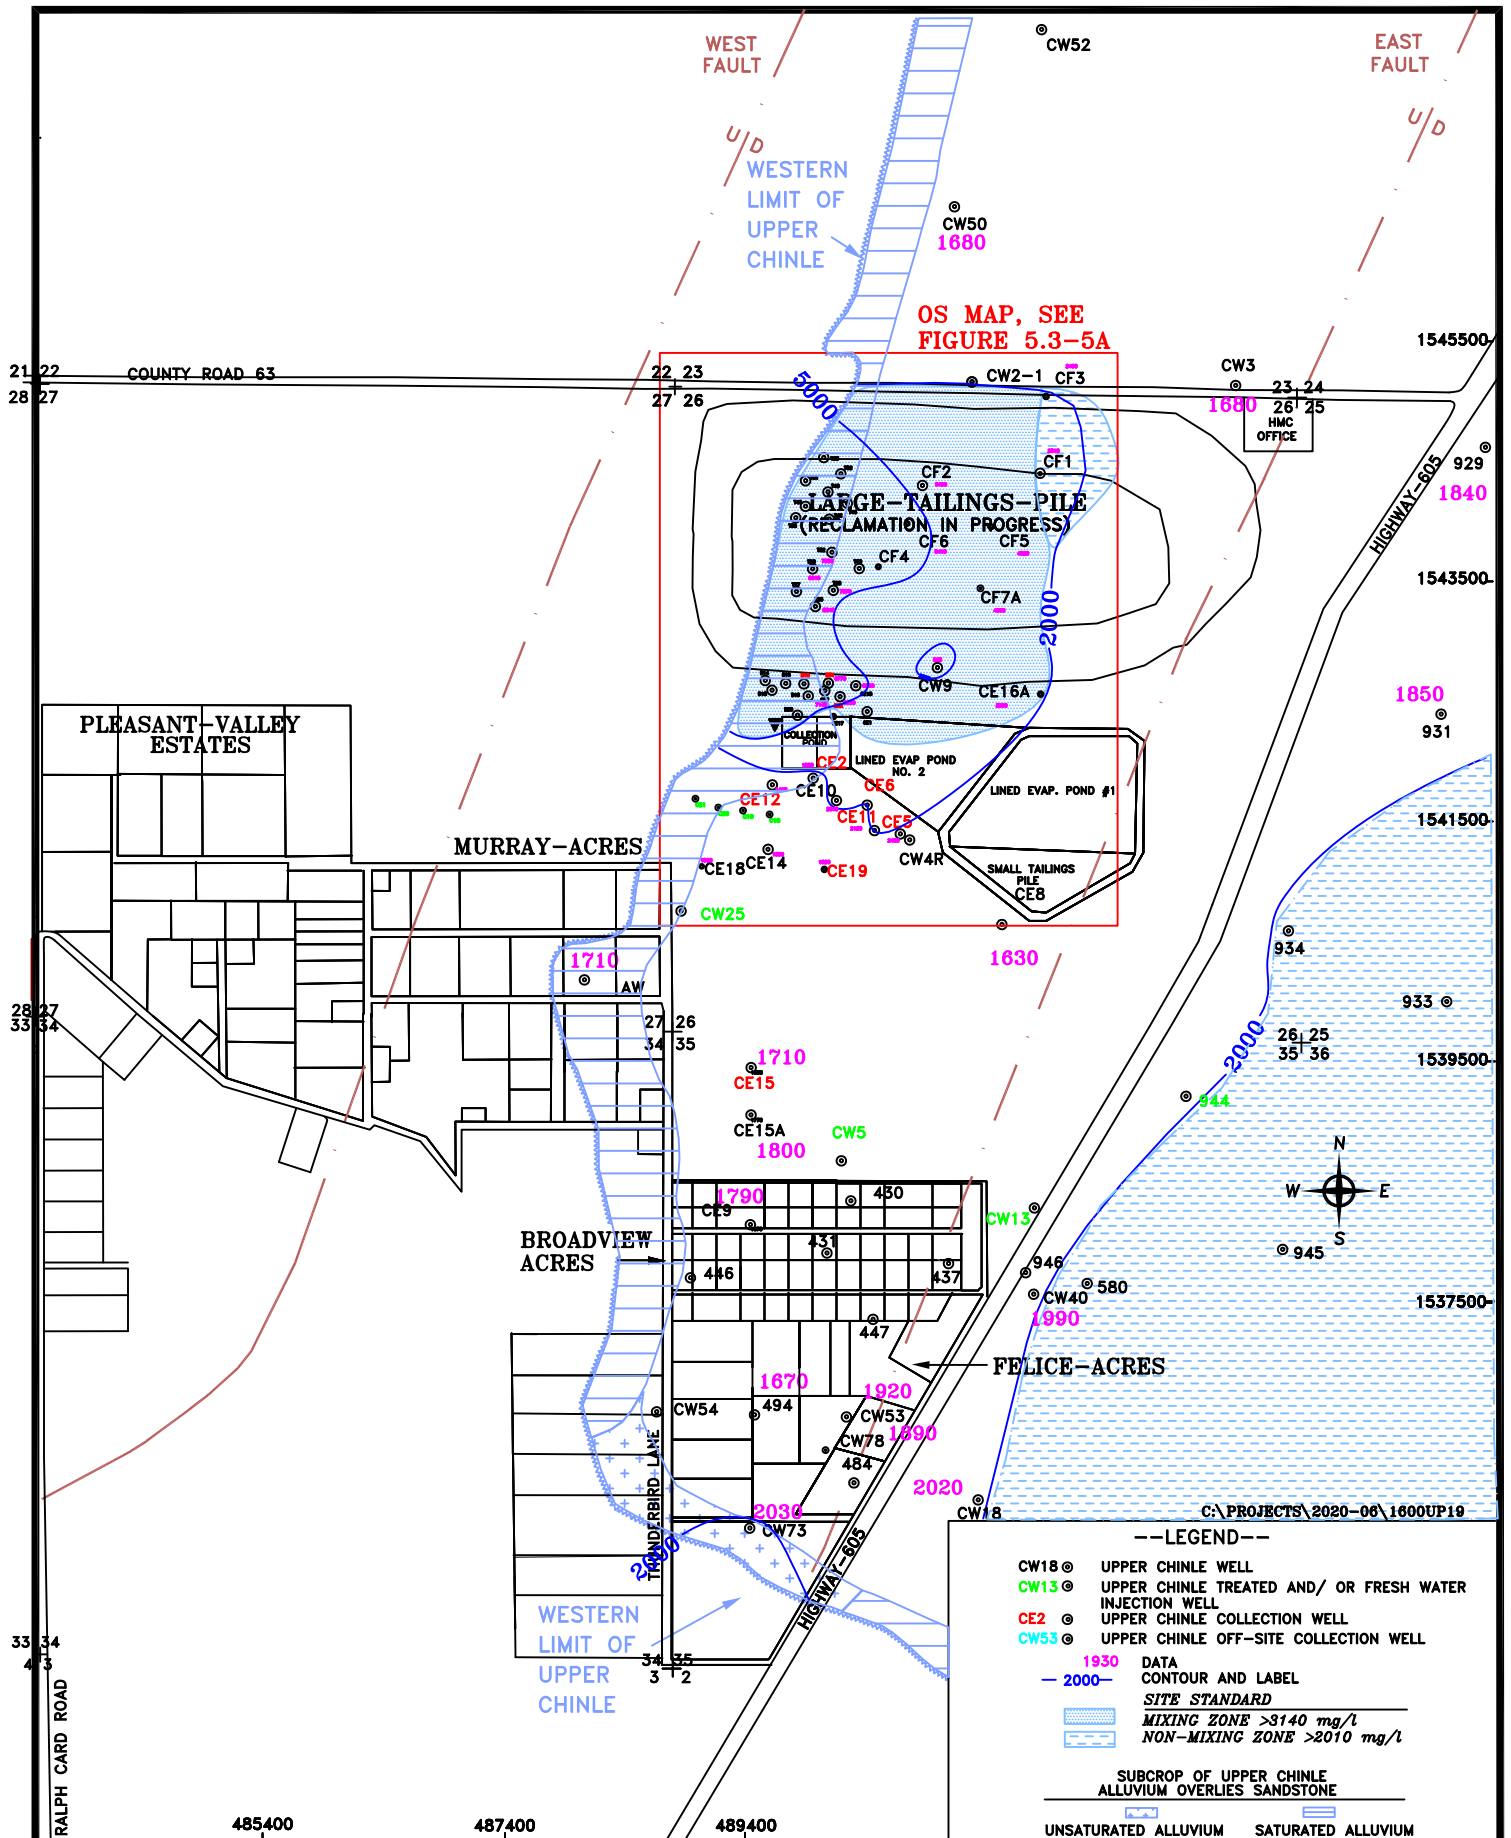 WEST
FAULT
EAST
FAULT
CW52
U/D
U/D
WESTERN
LIMIT OF
UPPER
CHINLE
CW50
1680
OS MAP, SEE
FIGURE 5.3-5A
1545500
21 22
28 27
COUNTY ROAD 63
22 23
27 26
5000
CW2-1
CF3
CW3
1680
23 24
26 25
HMC
OFFICE
929
1840
HIGHWAY-605
CF2
CF1
LARGE-TAILINGS-PILE
(RECLAMATION IN PROGRESS)
CF6
CF5
CF4
CF7A
1543500
2000
CW9
CE16A
1850
931
PLEASANT-VALLEY
ESTATES
COLLECTION
POND
CE2
LINED EVAP POND
NO. 2
LINED EVAP. POND #1
CE10
CE6
CE12
CE11
CE5
1541500
MURRAY-ACRES
CE18
CE14
CE19
CW4R
SMALL TAILINGS
PILE
CE8
CW25
1710
AW
1630
934
933
28 27
33 34
27 26
34 35
26 25
35 36
2000
1539500
1710
CE15
944
CE15A
1800
CW5
N
W E
S
1790
CE9
430
CW13
BROADVIEW
ACRES
431
446
437
946
945
580
CW40
1990
1537500
447
FELICE-ACRES
1670
1920
CW54
494
CW53
1890
CW78
484
THUNDERBIRD LANE
2020
CW18
2030
CW73
2000
HIGHWAY-605
WESTERN
LIMIT OF
UPPER
CHINLE
33 34
4 3
34 35
3 2
RALPH CARD ROAD
485400
487400
489400
C:\PROJECTS\2020-06\1600UP19
--LEGEND--
CW18 UPPER CHINLE WELL
CW13 UPPER CHINLE TREATED AND/ OR FRESH WATER
INJECTION WELL
CE2 UPPER CHINLE COLLECTION WELL
CW53 UPPER CHINLE OFF-SITE COLLECTION WELL
1930 DATA
2000 CONTOUR AND LABEL
SITE STANDARD
MIXING ZONE >3140 mg/l
NON-MIXING ZONE >2010 mg/l
SUBCROP OF UPPER CHINLE
ALLUVIUM OVERLIES SANDSTONE
UNSATURATED ALLUVIUM
SATURATED ALLUVIUM